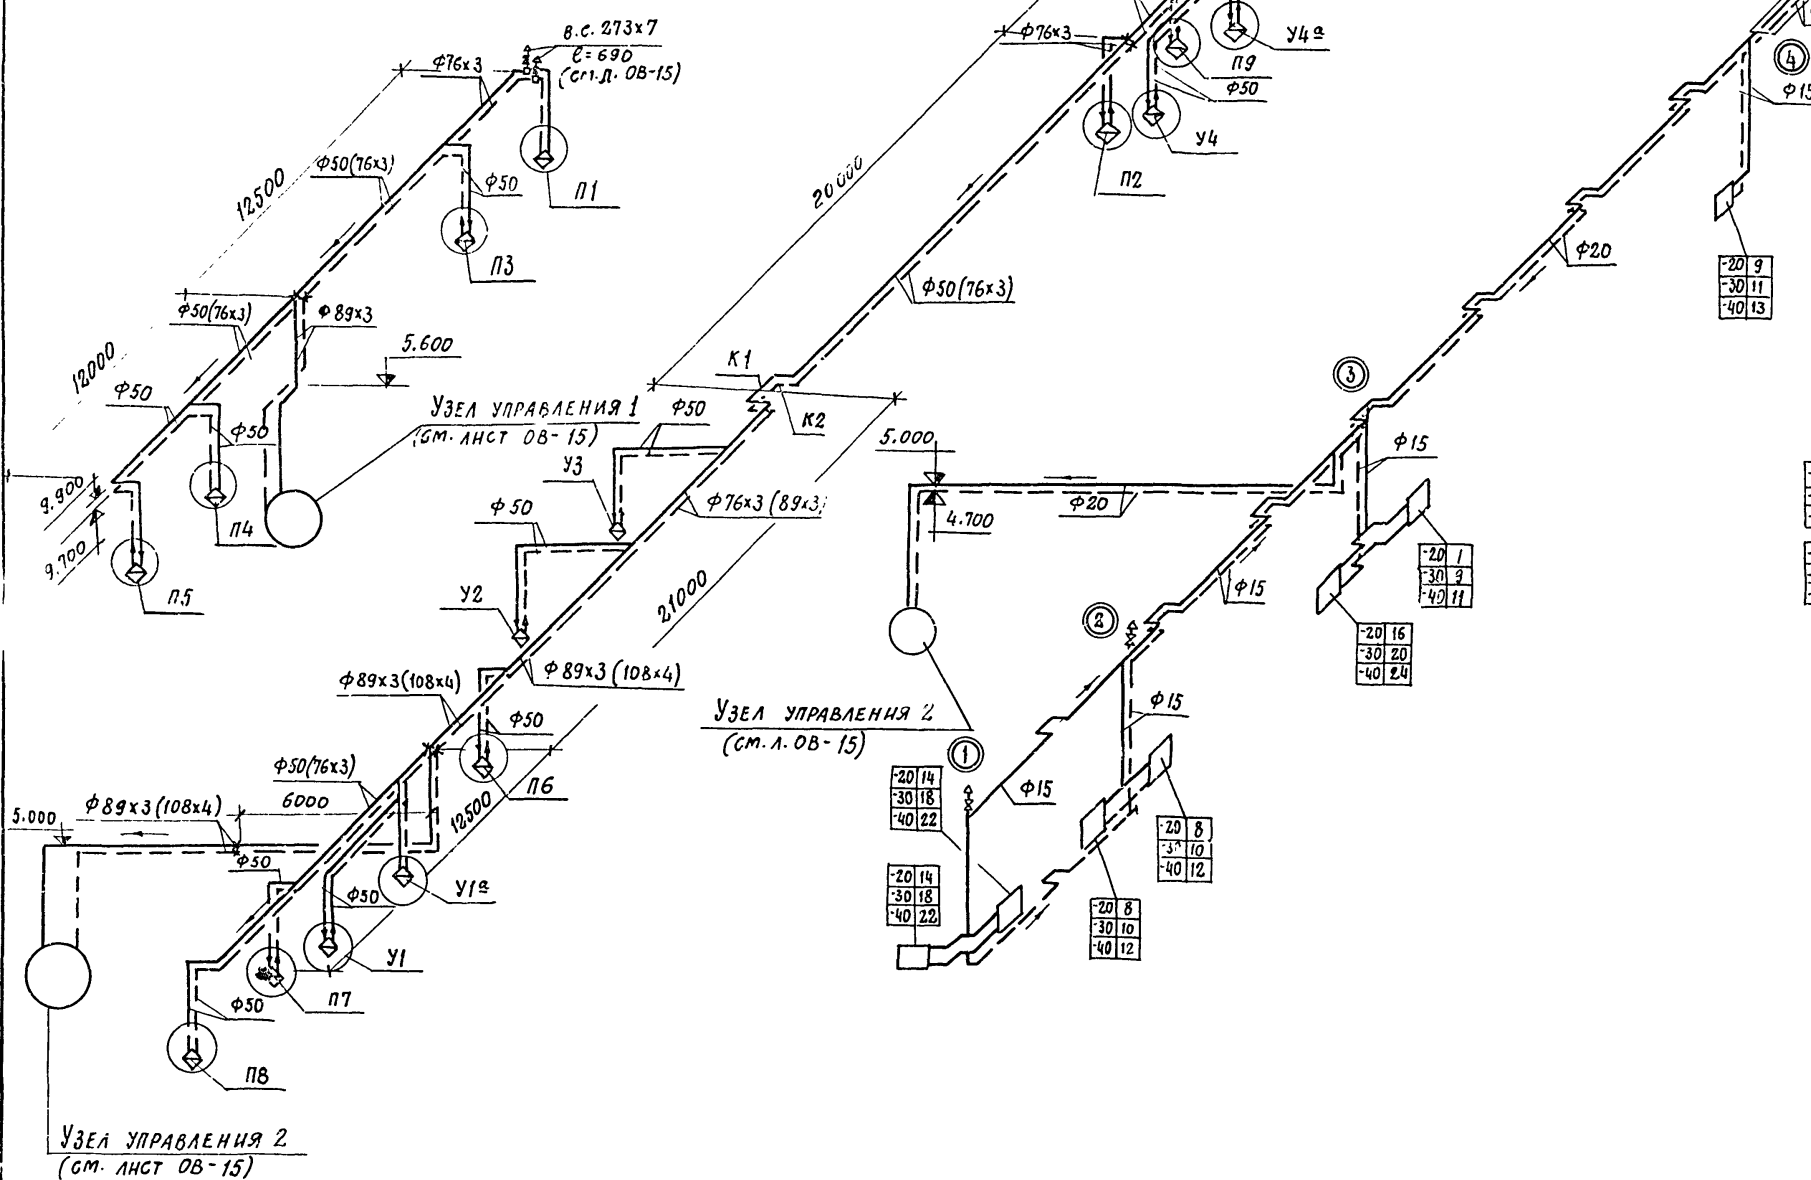 В.С. 273х7
ℓ=690
(см.л. ОВ-15)
ф76х3
12500
ф50(76х3)
ф50
П1
П3
ф50(76х3)
ф89х3
5.600
12000
ф50
ф50
Узел управления 1
(см. лист ОВ-15)
9.900
9.700
П4
П5
ф76х3
У4а
П9
ф50
У4
П2
20000
ф50(76х3)
К1
К2
ф50
У3
ф76х3(89х3)
ф50
У2
21000
ф89х3(108х4)
ф89х3(108х4)
ф50
П6
12500
ф50(76х3)
6000
ф89х3(108х4)
5.000
ф50
У1а
ф50
У1
П7
ф50
П8
Узел управления 2
(см. лист ОВ-15)
4
ф15
ф20
-20 9
-30 11
-40 13
3
5.000
4.700
ф20
ф15
ф15
-20 1
-30 9
-40 11
-20 16
-30 20
-40 24
2
Узел управления 2
(см.л. ОВ-15)
ф15
1
ф15
-20 14
-30 18
-40 22
-20 14
-30 18
-40 22
-20 8
-30 10
-40 12
-20 8
-30 10
-40 12